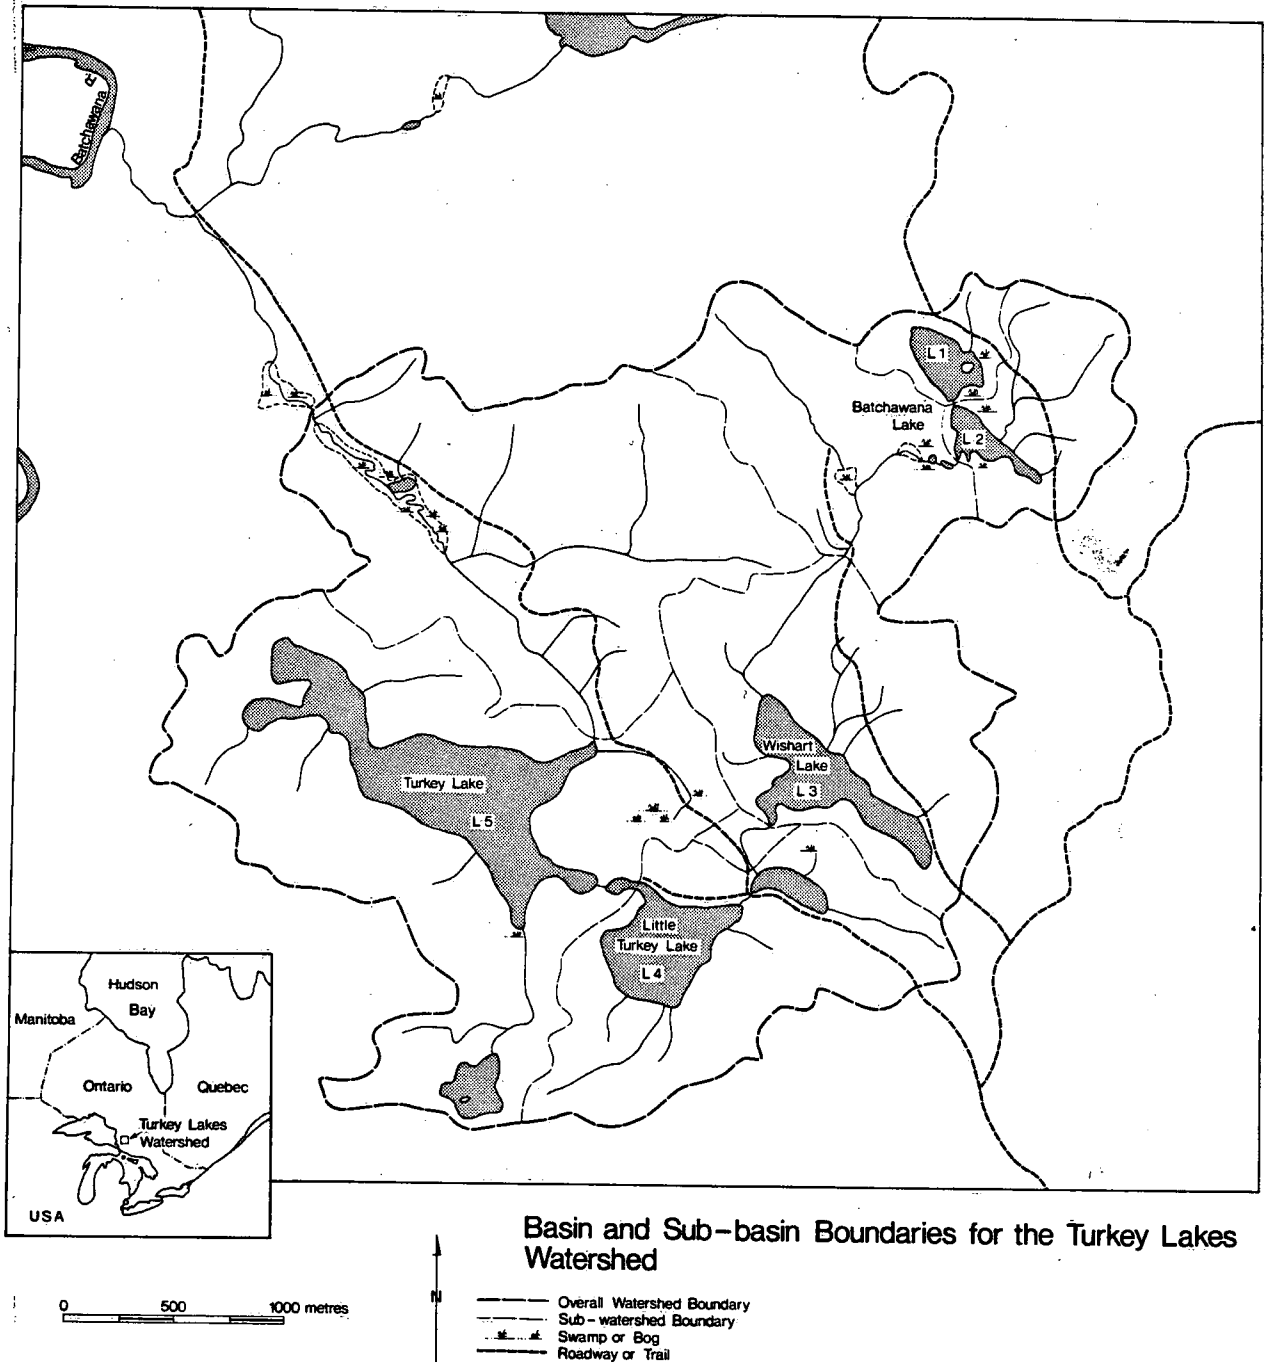 Batchawana
R.
L 1
Batchawana
Lake
L 2
Wishart
Lake
L 3
Turkey Lake
L 5
Little
Turkey Lake
L 4
Hudson
Bay
Manitoba
Ontario
Quebec
Turkey Lakes
Watershed
USA
Basin and Sub-basin Boundaries for the Turkey Lakes
Watershed
0 500 1000 metres
N
Overall Watershed Boundary
Sub-watershed Boundary
Swamp or Bog
Roadway or Trail